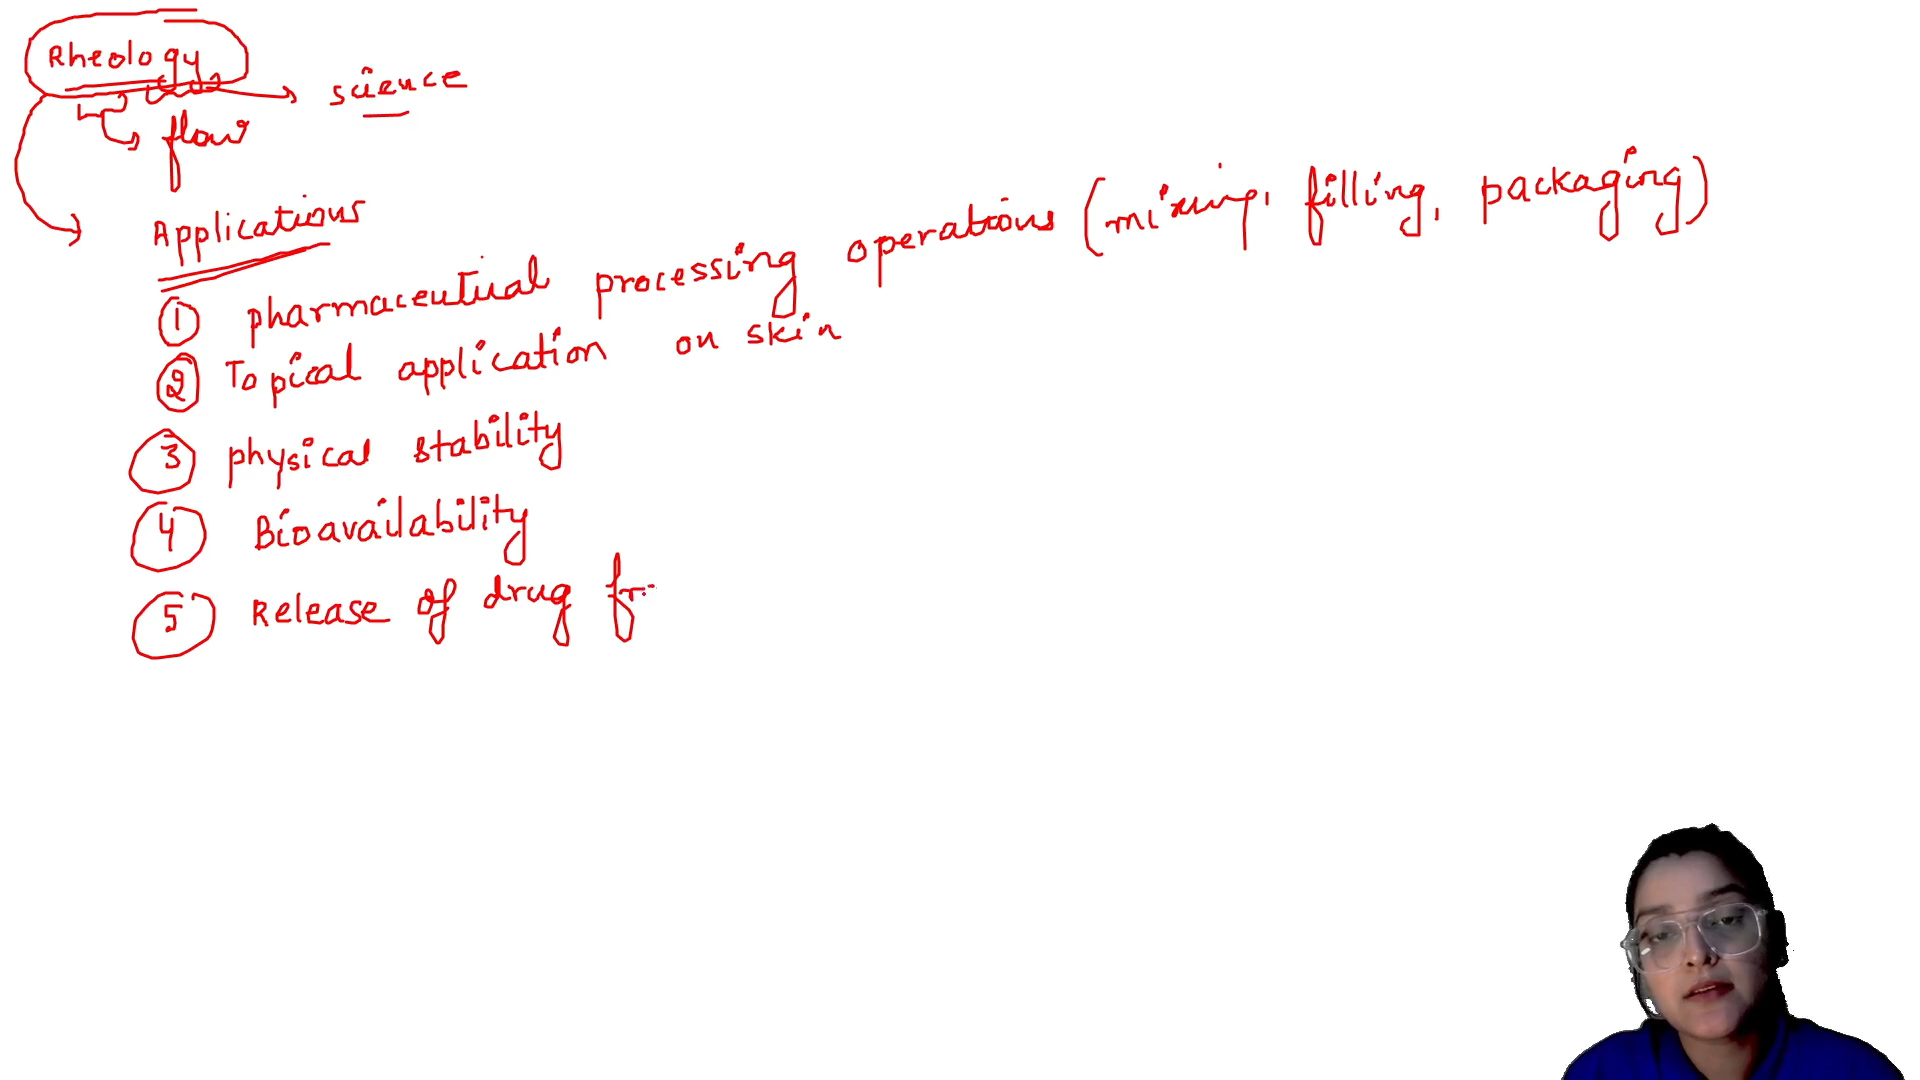 Rheology
science
flow
Applications
① pharmaceutical processing operations (mixing, filling, packaging)
② Topical application on skin
③ physical stability
④ Bioavailability
⑤ Release of drug fr